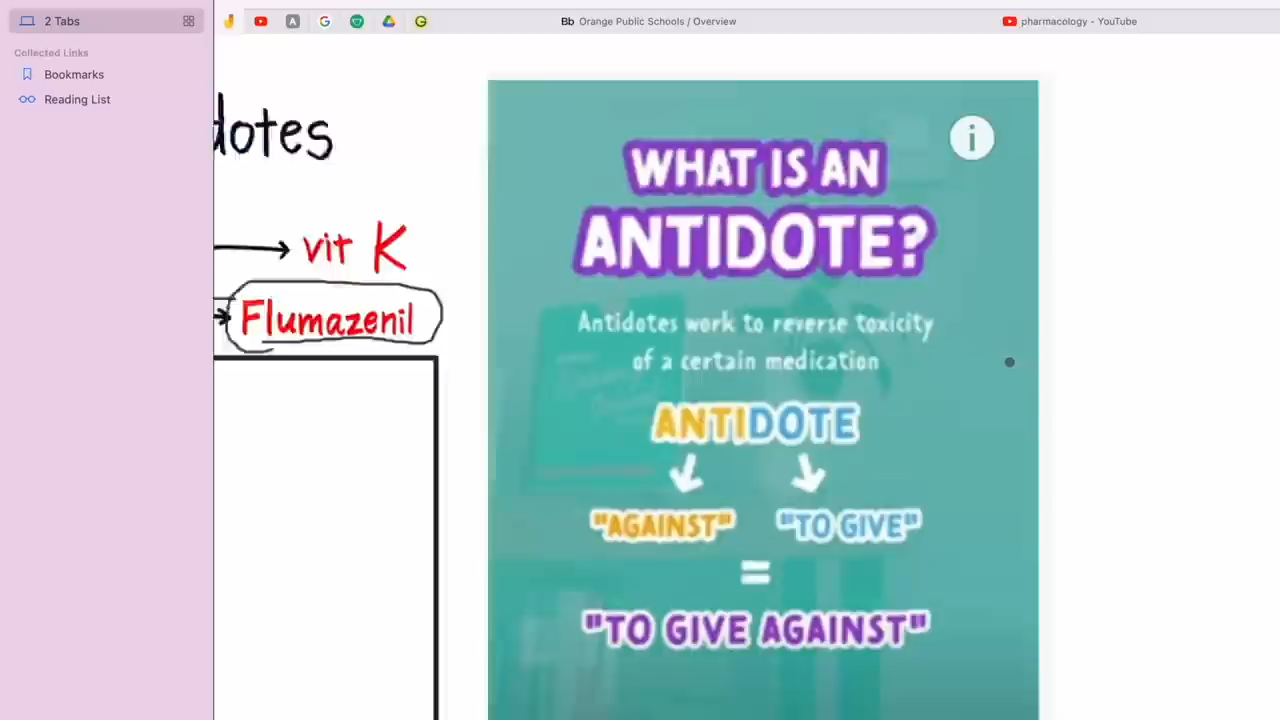 2 Tabs
Collected Links
Bookmarks
Reading List
A
G
G
Bb Orange Public Schools / Overview
pharmacology - YouTube
dotes
vit K
Flumazenil
i
WHAT IS AN
ANTIDOTE?
Antidotes work to reverse toxicity
of a certain medication
ANTIDOTE
"AGAINST" "TO GIVE"
=
"TO GIVE AGAINST"